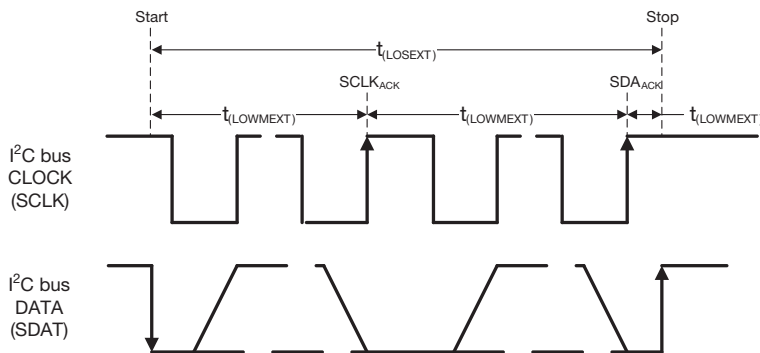 Start
Stop
t(LOSEXT)
SCLKACK
SDAACK
t(LOWMEXT)
t(LOWMEXT)
t(LOWMEXT)
I²C bus
CLOCK
(SCLK)
I²C bus
DATA
(SDAT)